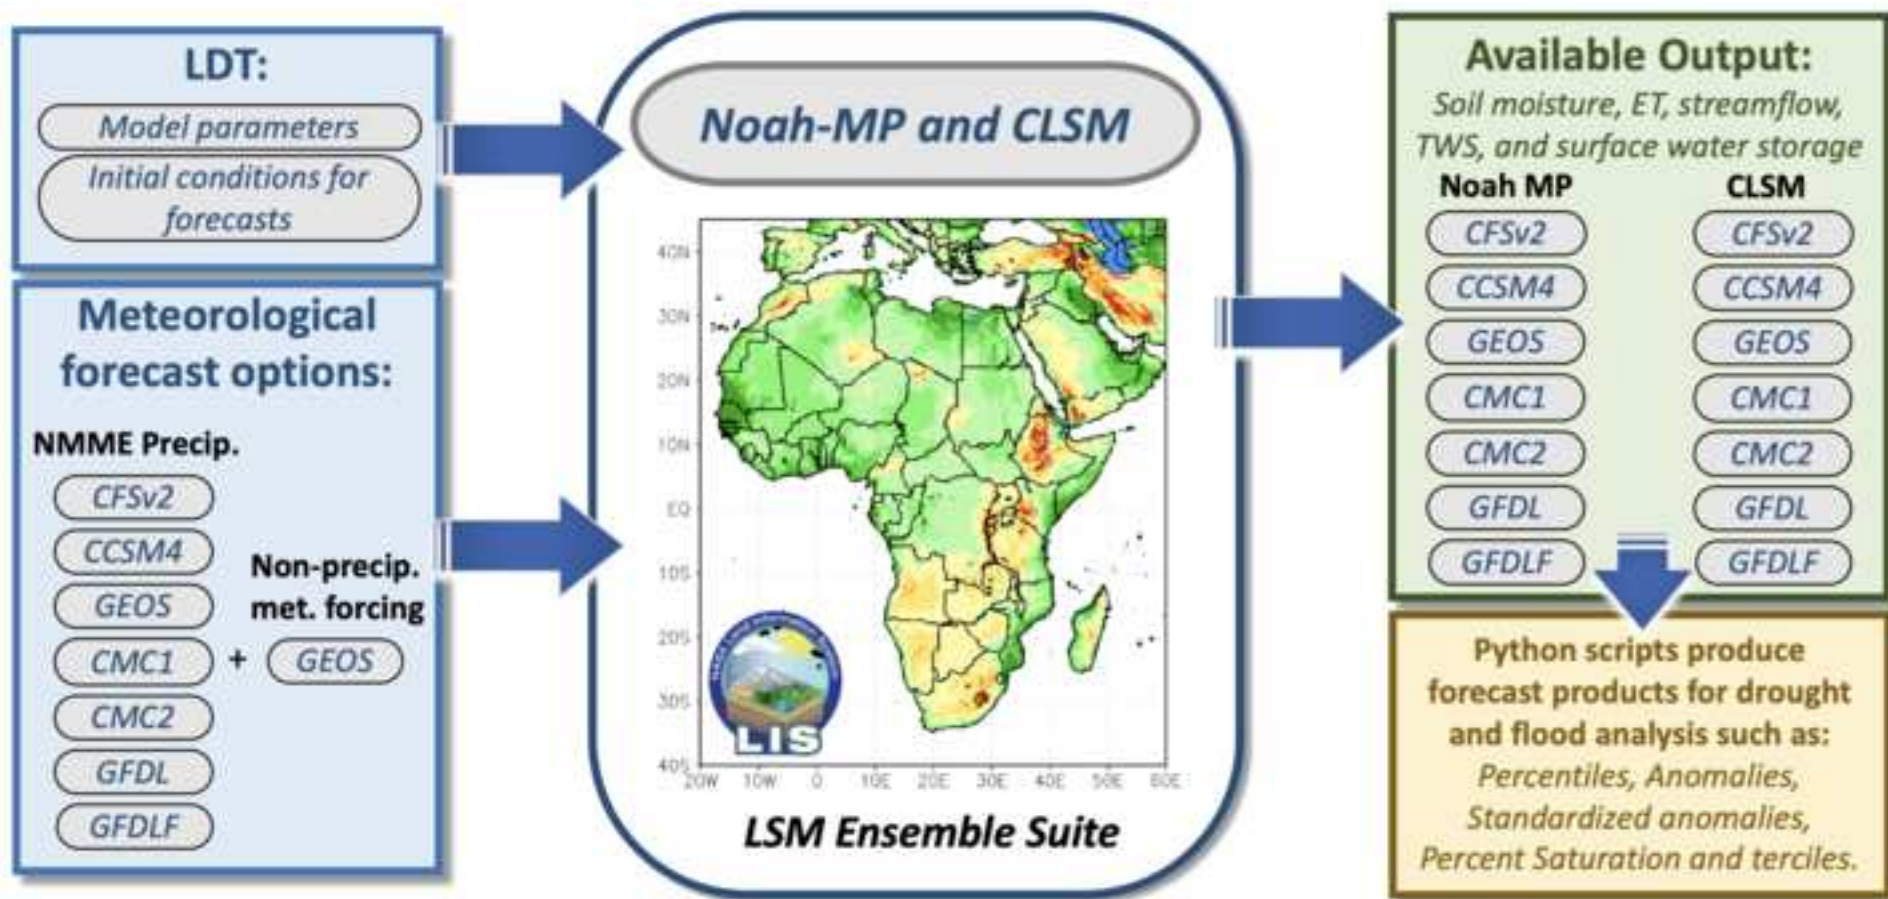 LDT:
Model parameters
Initial conditions for
forecasts
Meteorological
forecast options:
NMME Precip.
CFSv2
CCSM4
GEOS
CMC1
CMC2
GFDL
GFDLF
+
Non-precip.
met. forcing
GEOS
Noah-MP and CLSM
40N
30N
20N
10N
EQ
10S
20S
30S
40S
20W 10W 0 10E 20E 30E 40E 50E 60E
LIS
LSM Ensemble Suite
Available Output:
Soil moisture, ET, streamflow,
TWS, and surface water storage
Noah MP
CFSv2
CCSM4
GEOS
CMC1
CMC2
GFDL
GFDLF
CLSM
CFSv2
CCSM4
GEOS
CMC1
CMC2
GFDL
GFDLF
Python scripts produce
forecast products for drought
and flood analysis such as:
Percentiles, Anomalies,
Standardized anomalies,
Percent Saturation and terciles.